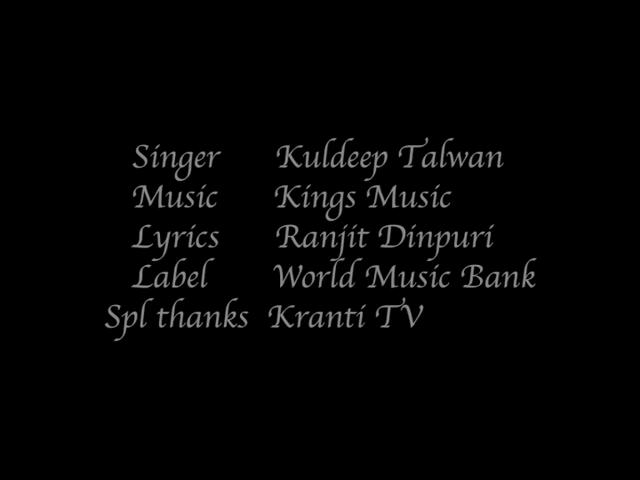 Singer Kuldeep Talwan
Music Kings Music
Lyrics Ranjit Dinpuri
Label World Music Bank
Spl thanks Kranti TV